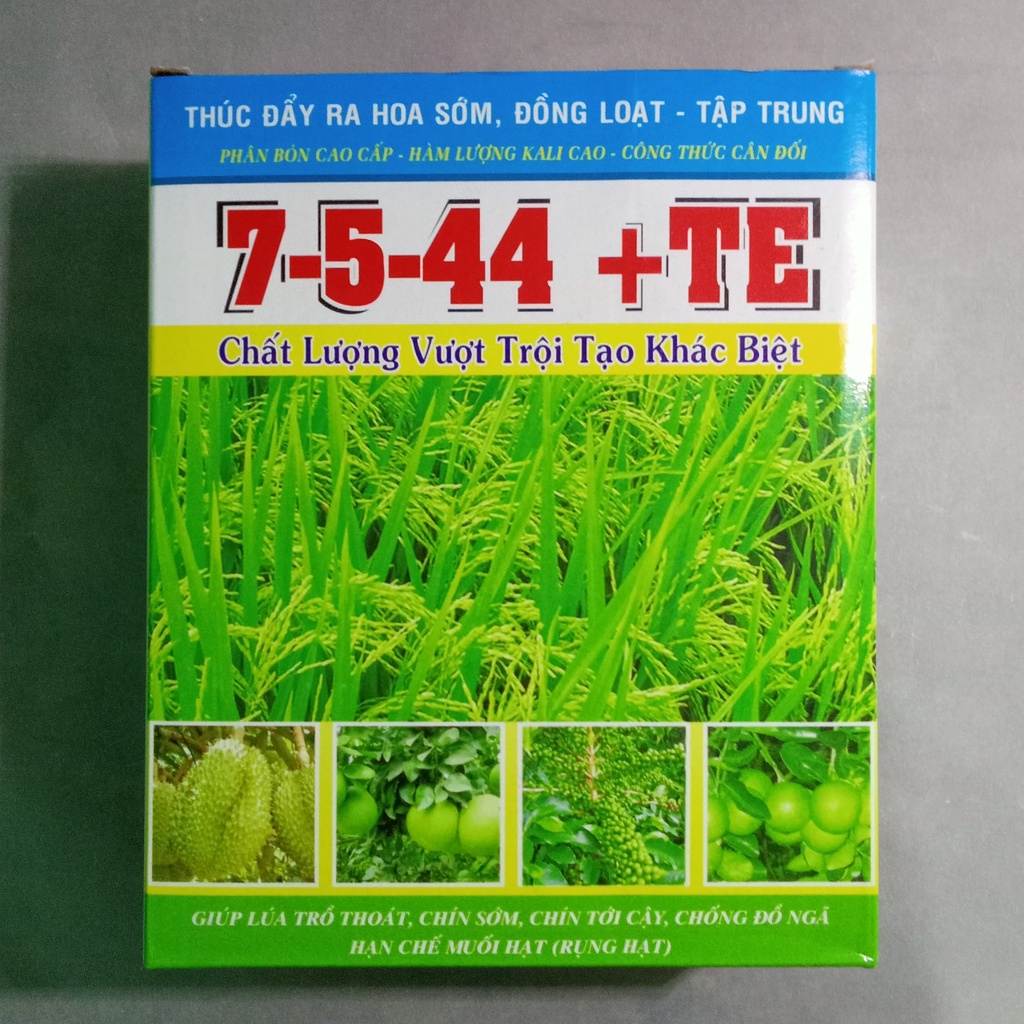 THÚC ĐẨY RA HOA SỚM, ĐỒNG LOẠT - TẬP TRUNG
PHÂN BÓN CAO CẤP - HÀM LƯỢNG KALI CAO - CÔNG THỨC CÂN ĐỐI
7-5-44 +TE
Chất Lượng Vượt Trội Tạo Khác Biệt
GIÚP LÚA TRỔ THOÁT, CHÍN SỚM, CHÍN TỚI CẬY, CHỐNG ĐỔ NGÃ
HẠN CHẾ MUỐI HẠT (RỤNG HẠT)